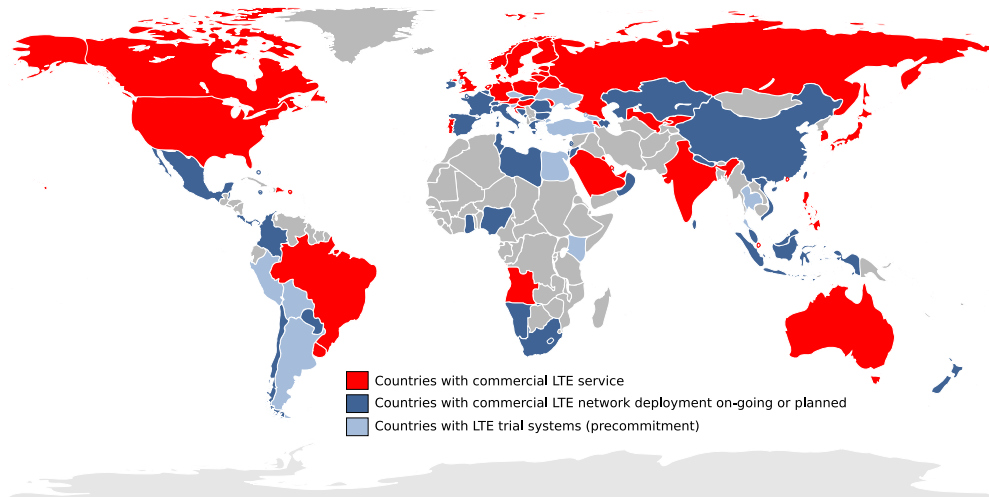 Countries with commercial LTE service
Countries with commercial LTE network deployment on-going or planned
Countries with LTE trial systems (precommitment)